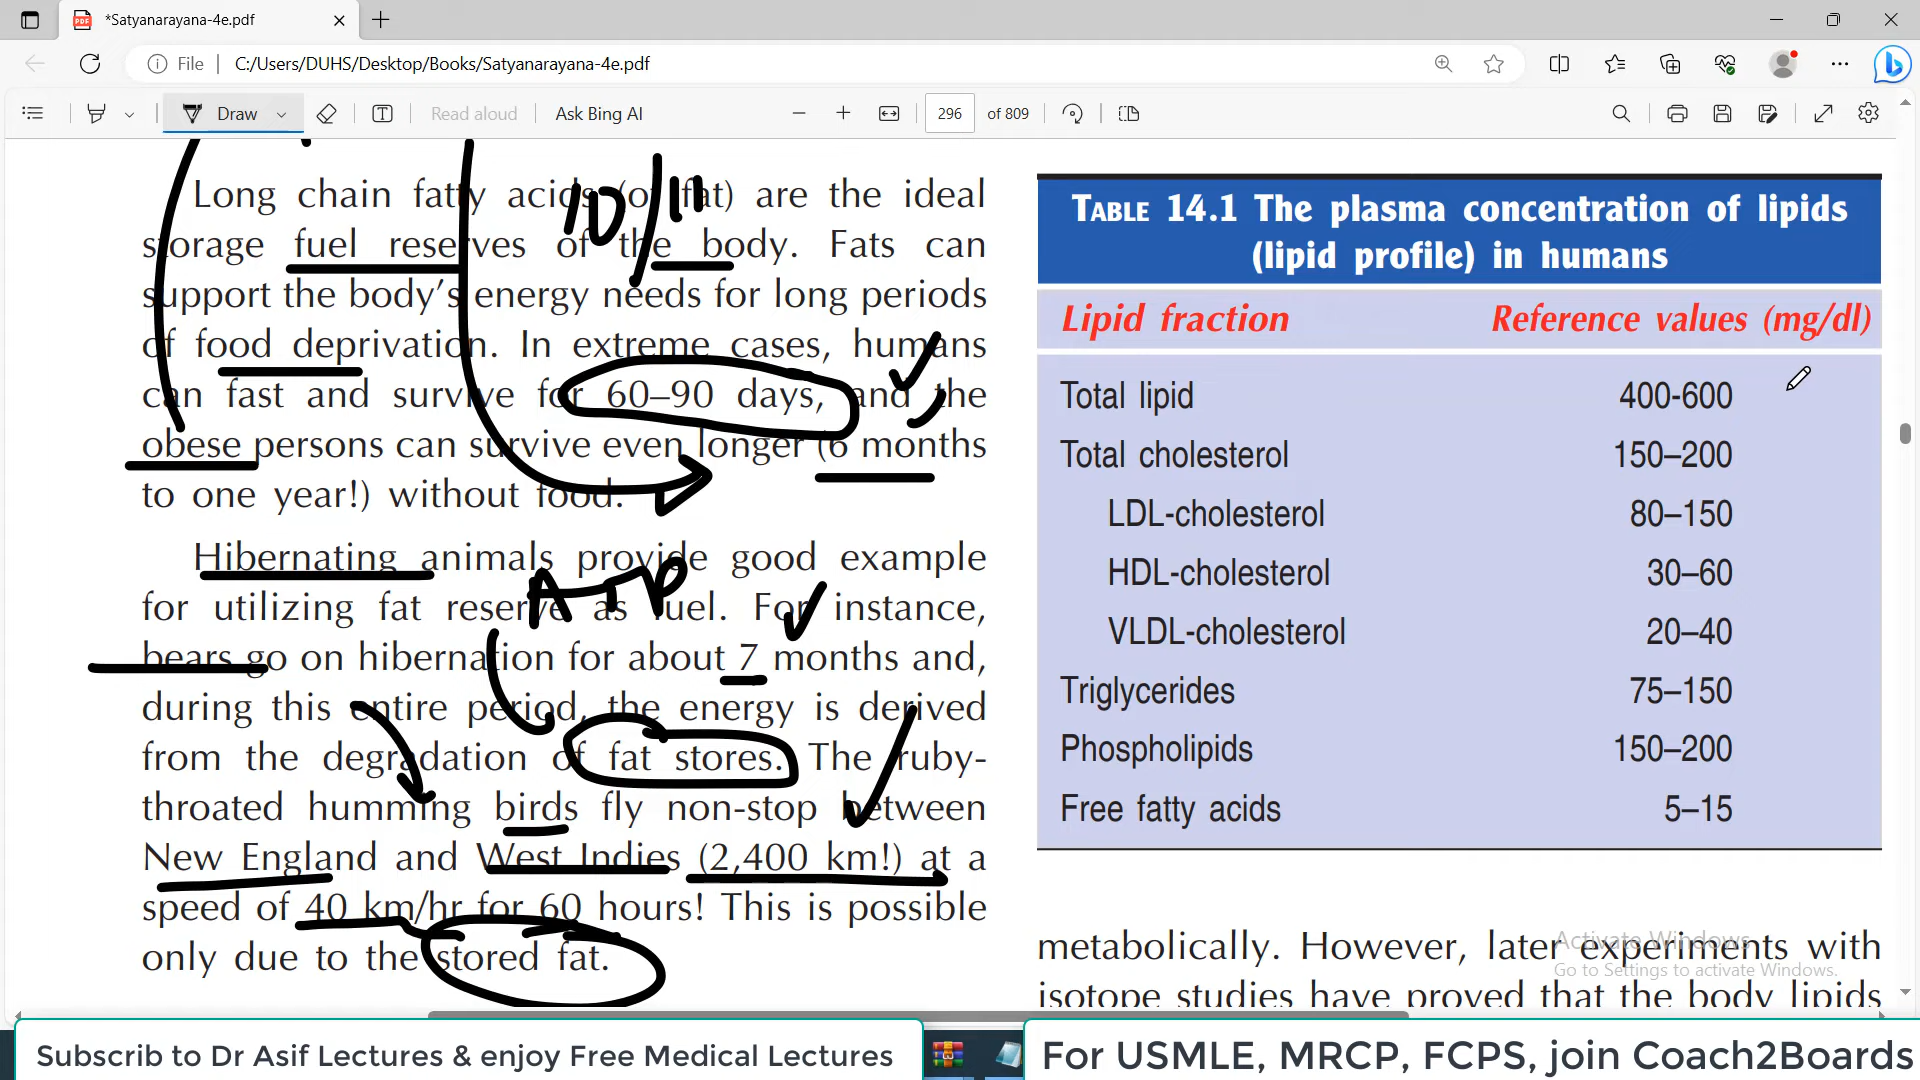 *Satyanarayana-4e.pdf
File C:/Users/DUHS/Desktop/Books/Satyanarayana-4e.pdf
Draw Read aloud Ask Bing AI 296 of 809
10/11
Long chain fatty acids (of fat) are the ideal
storage fuel reserves of the body. Fats can
support the body's energy needs for long periods
of food deprivation. In extreme cases, humans
can fast and survive for 60–90 days, and the
obese persons can survive even longer (6 months
to one year!) without food.
Hibernating animals provide good example
ATP
for utilizing fat reserve as fuel. For instance,
bears go on hibernation for about 7 months and,
during this entire period, the energy is derived
from the degradation of fat stores. The ruby-
throated humming birds fly non-stop between
New England and West Indies (2,400 km!) at a
speed of 40 km/hr for 60 hours! This is possible
only due to the stored fat.
TABLE 14.1 The plasma concentration of lipids
(lipid profile) in humans
Lipid fraction Reference values (mg/dl)
Total lipid 400-600
Total cholesterol 150–200
LDL-cholesterol 80–150
HDL-cholesterol 30–60
VLDL-cholesterol 20–40
Triglycerides 75–150
Phospholipids 150–200
Free fatty acids 5–15
metabolically. However, later experiments with
isotope studies have proved that the body lipids
Activate Windows
Go to Settings to activate Windows.
Subscrib to Dr Asif Lectures & enjoy Free Medical Lectures
For USMLE, MRCP, FCPS, join Coach2Boards